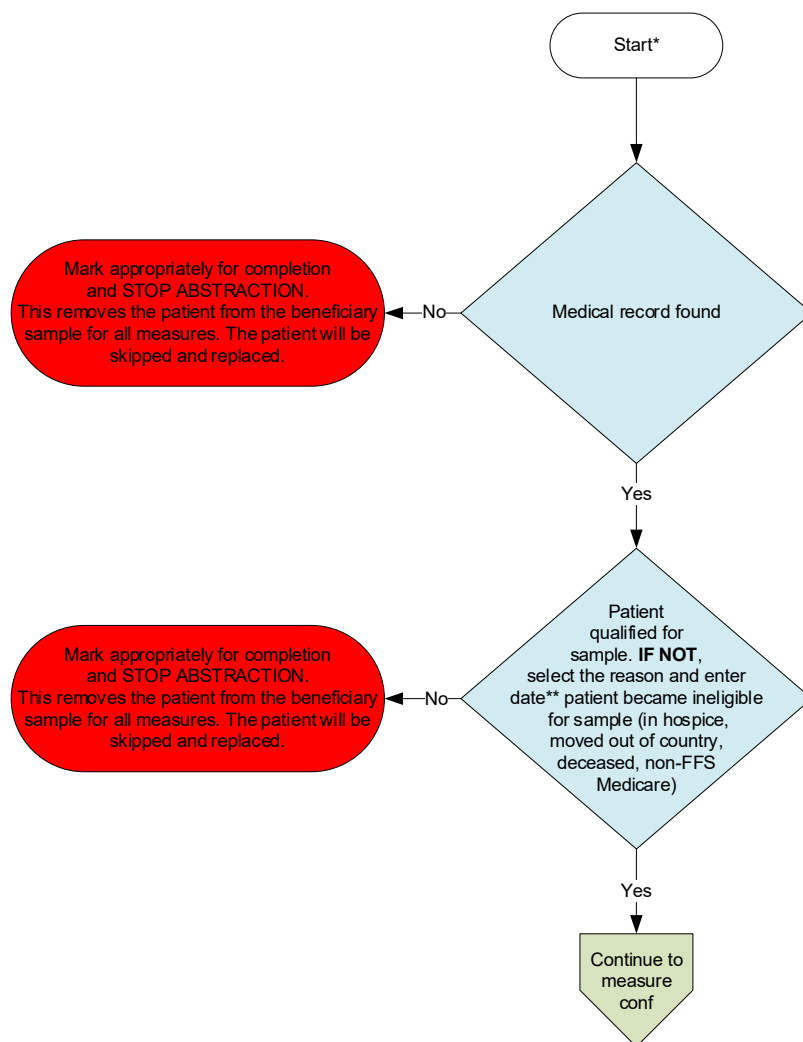 Start*
Medical record found
No
Mark appropriately for completion
and STOP ABSTRACTION.
This removes the patient from the beneficiary
sample for all measures. The patient will be
skipped and replaced.
Yes
Patient
qualified for
sample. IF NOT,
select the reason and enter
date** patient became ineligible
for sample (in hospice,
moved out of country,
deceased, non-FFS
Medicare)
No
Mark appropriately for completion
and STOP ABSTRACTION.
This removes the patient from the beneficiary
sample for all measures. The patient will be
skipped and replaced.
Yes
Continue to
measure
conf